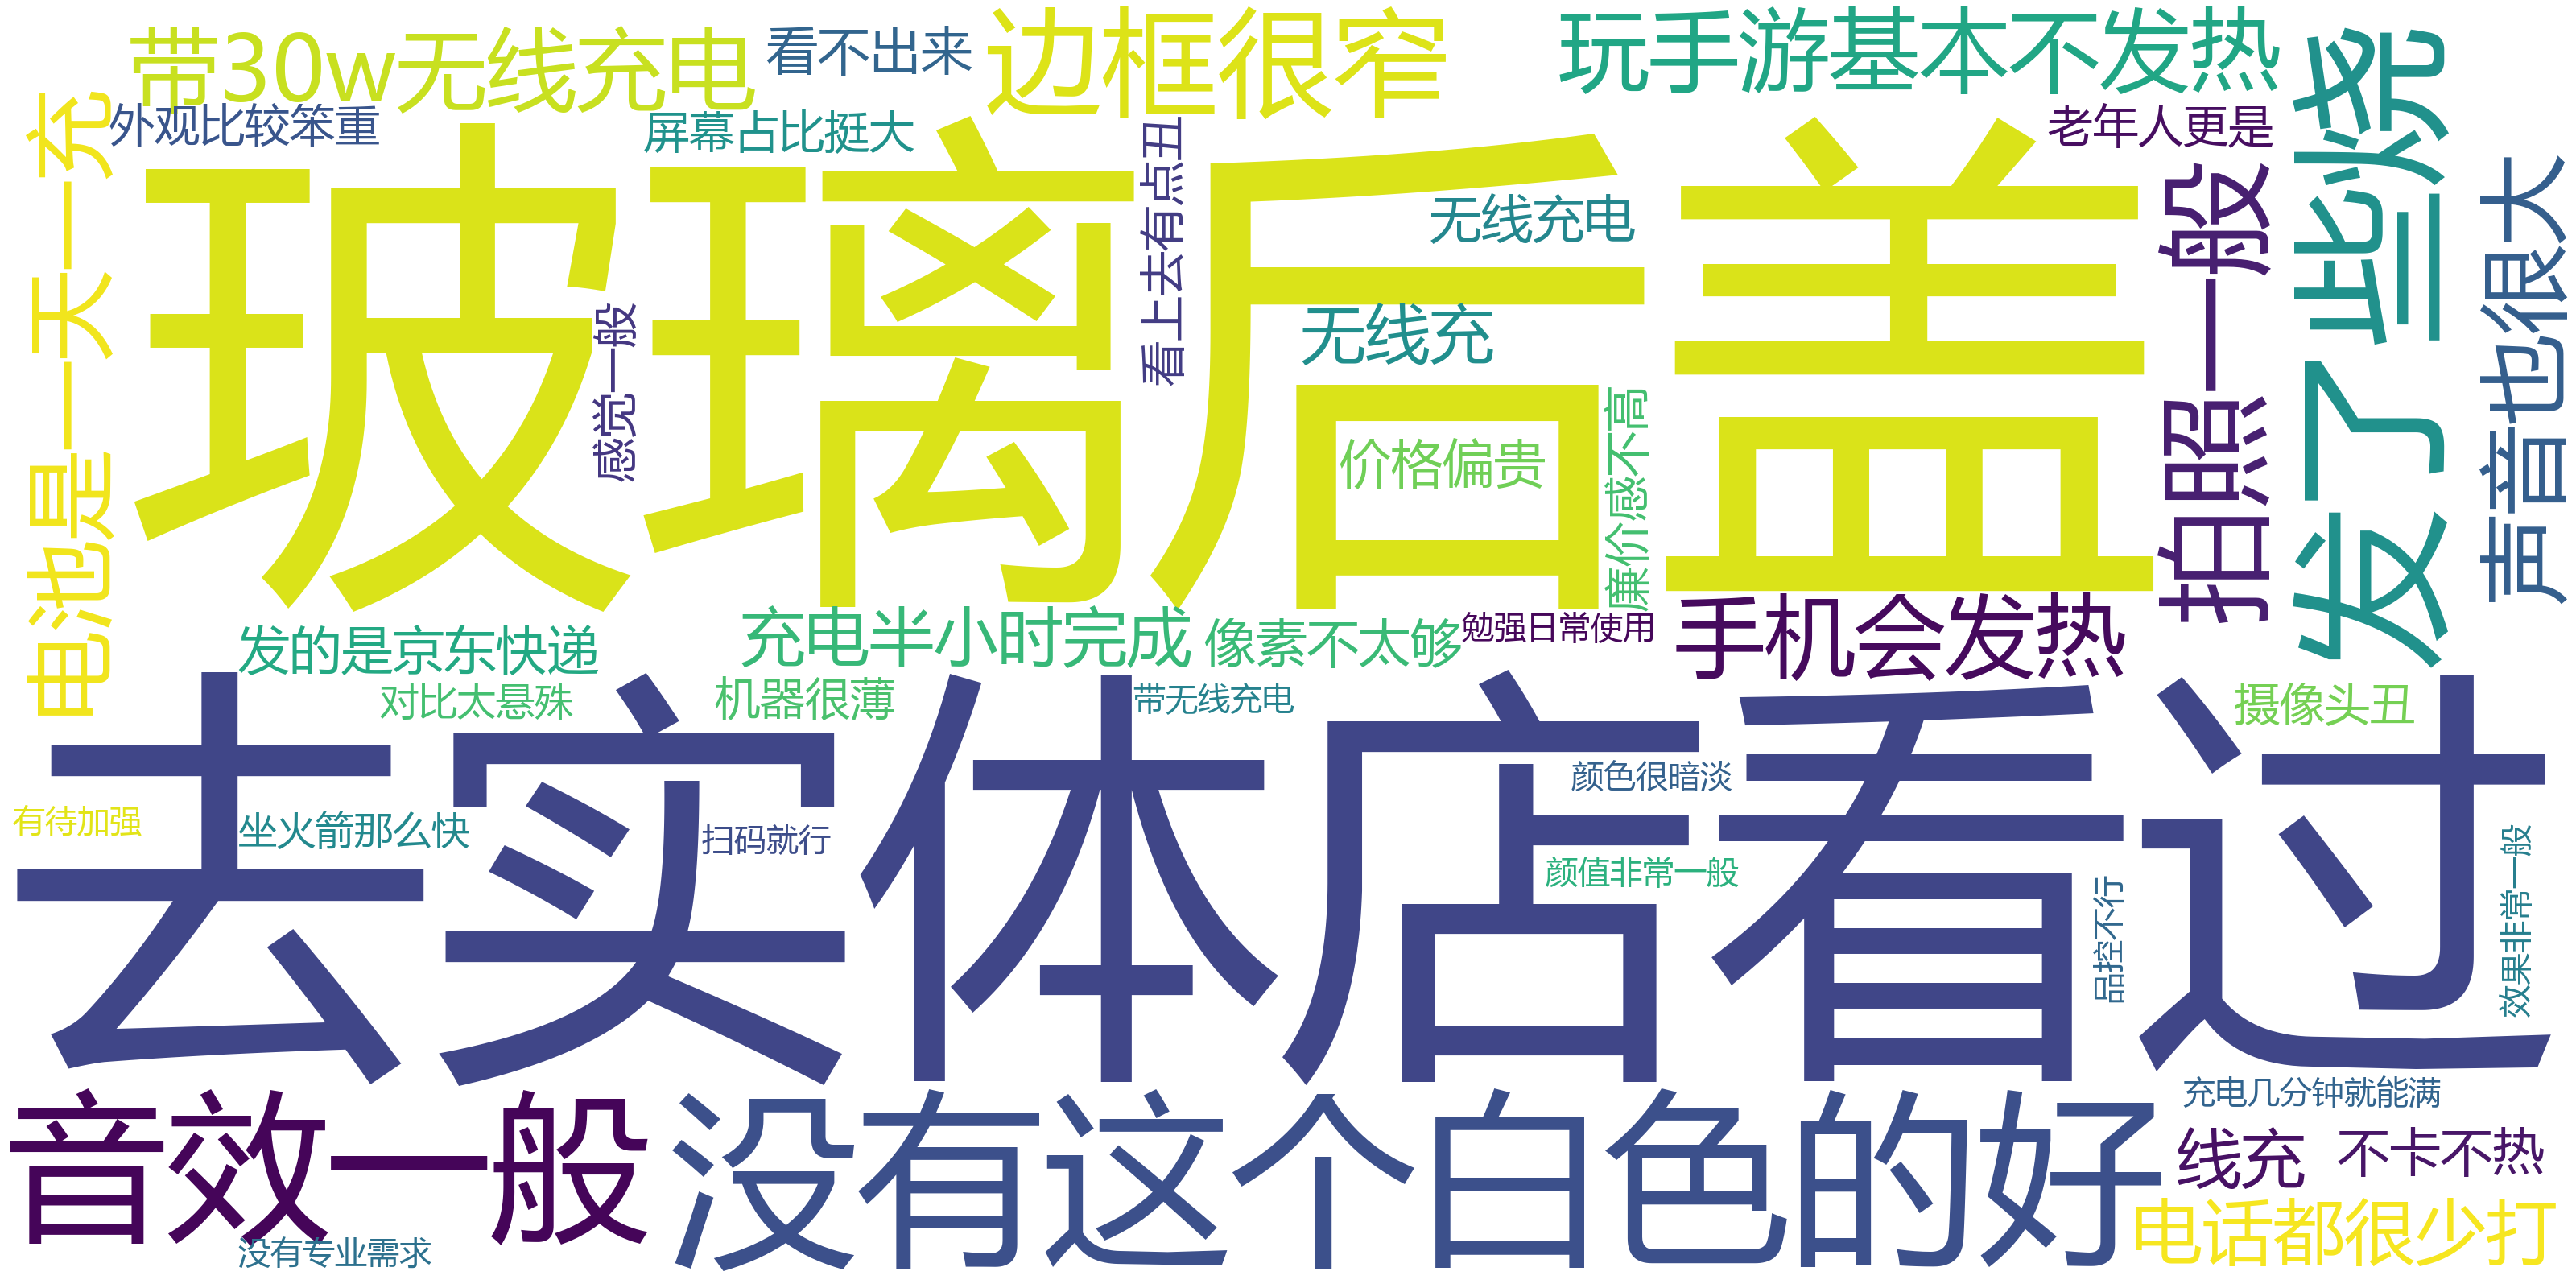 带30w无线充电
看不出来
边框很窄
玩手游基本不发热
外观比较笨重
屏幕占比挺大
老年人更是
电池是一天一充
玻璃后盖
看上去有点丑
无线充电
感觉一般
无线充
价格偏贵
廉价感不高
拍照一般
发了些烧
声音也很大
发的是京东快递
充电半小时完成
像素不太够
勉强日常使用
手机会发热
对比太悬殊
机器很薄
带无线充电
摄像头丑
去实体店看过
颜色很暗淡
有待加强
坐火箭那么快
扫码就行
颜值非常一般
品控不行
效果非常一般
音效一般
没有这个白色的好
充电几分钟就能满
线充
不卡不热
电话都很少打
没有专业需求